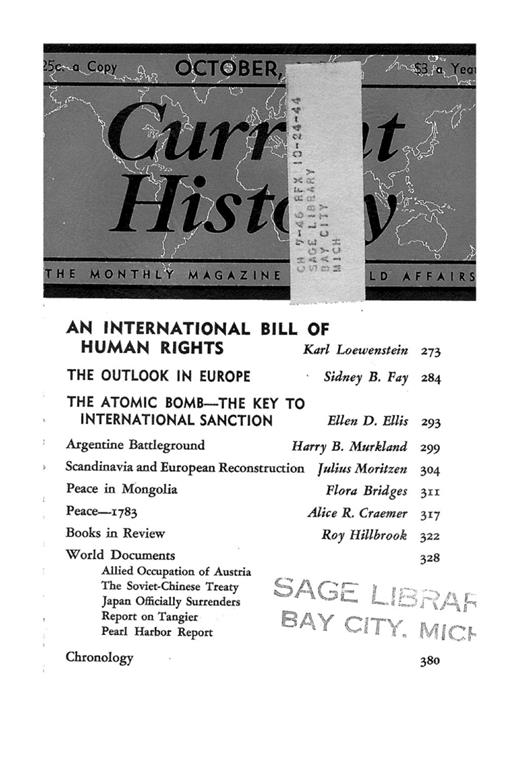 25c. a Copy OCTOBER, $3 a Year
Current
History
THE MONTHLY MAGAZINE LD AFFAIRS
CH 7-46 RFX 10-24-44
SAGE LIBRARY
BAY CITY
MICH
AN INTERNATIONAL BILL OF
HUMAN RIGHTS Karl Loewenstein 273
THE OUTLOOK IN EUROPE Sidney B. Fay 284
THE ATOMIC BOMB—THE KEY TO
INTERNATIONAL SANCTION Ellen D. Ellis 293
Argentine Battleground Harry B. Murkland 299
Scandinavia and European Reconstruction Julius Moritzen 304
Peace in Mongolia Flora Bridges 311
Peace—1783 Alice R. Craemer 317
Books in Review Roy Hillbrook 322
World Documents 328
Allied Occupation of Austria
The Soviet-Chinese Treaty
Japan Officially Surrenders
Report on Tangier
Pearl Harbor Report
SAGE LIBRAR
BAY CITY, MICH
Chronology 380